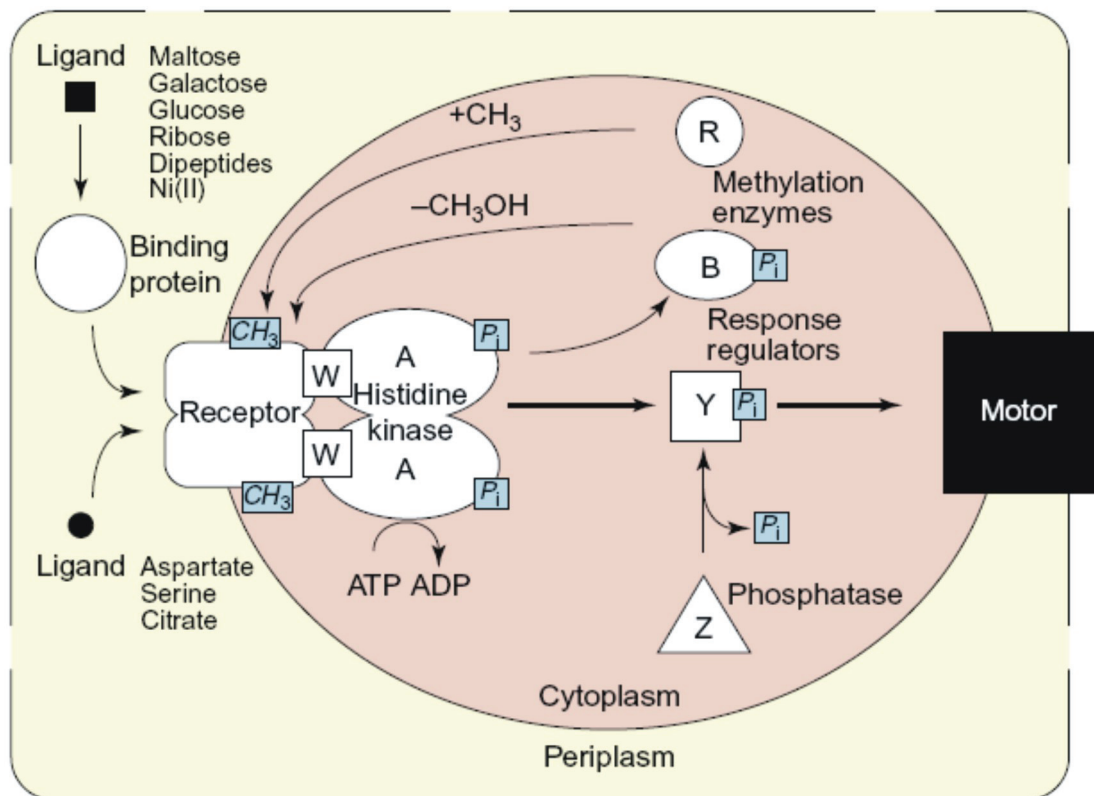 Ligand
Maltose
Galactose
Glucose
Ribose
Dipeptides
Ni(II)
Binding
protein
+CH3
–CH3OH
R
Methylation
enzymes
B
Pi
Response
regulators
CH3
Receptor
CH3
W
W
A
Histidine
kinase
A
Pi
Pi
ATP ADP
Y
Pi
Motor
Pi
Z
Phosphatase
Ligand
Aspartate
Serine
Citrate
Cytoplasm
Periplasm